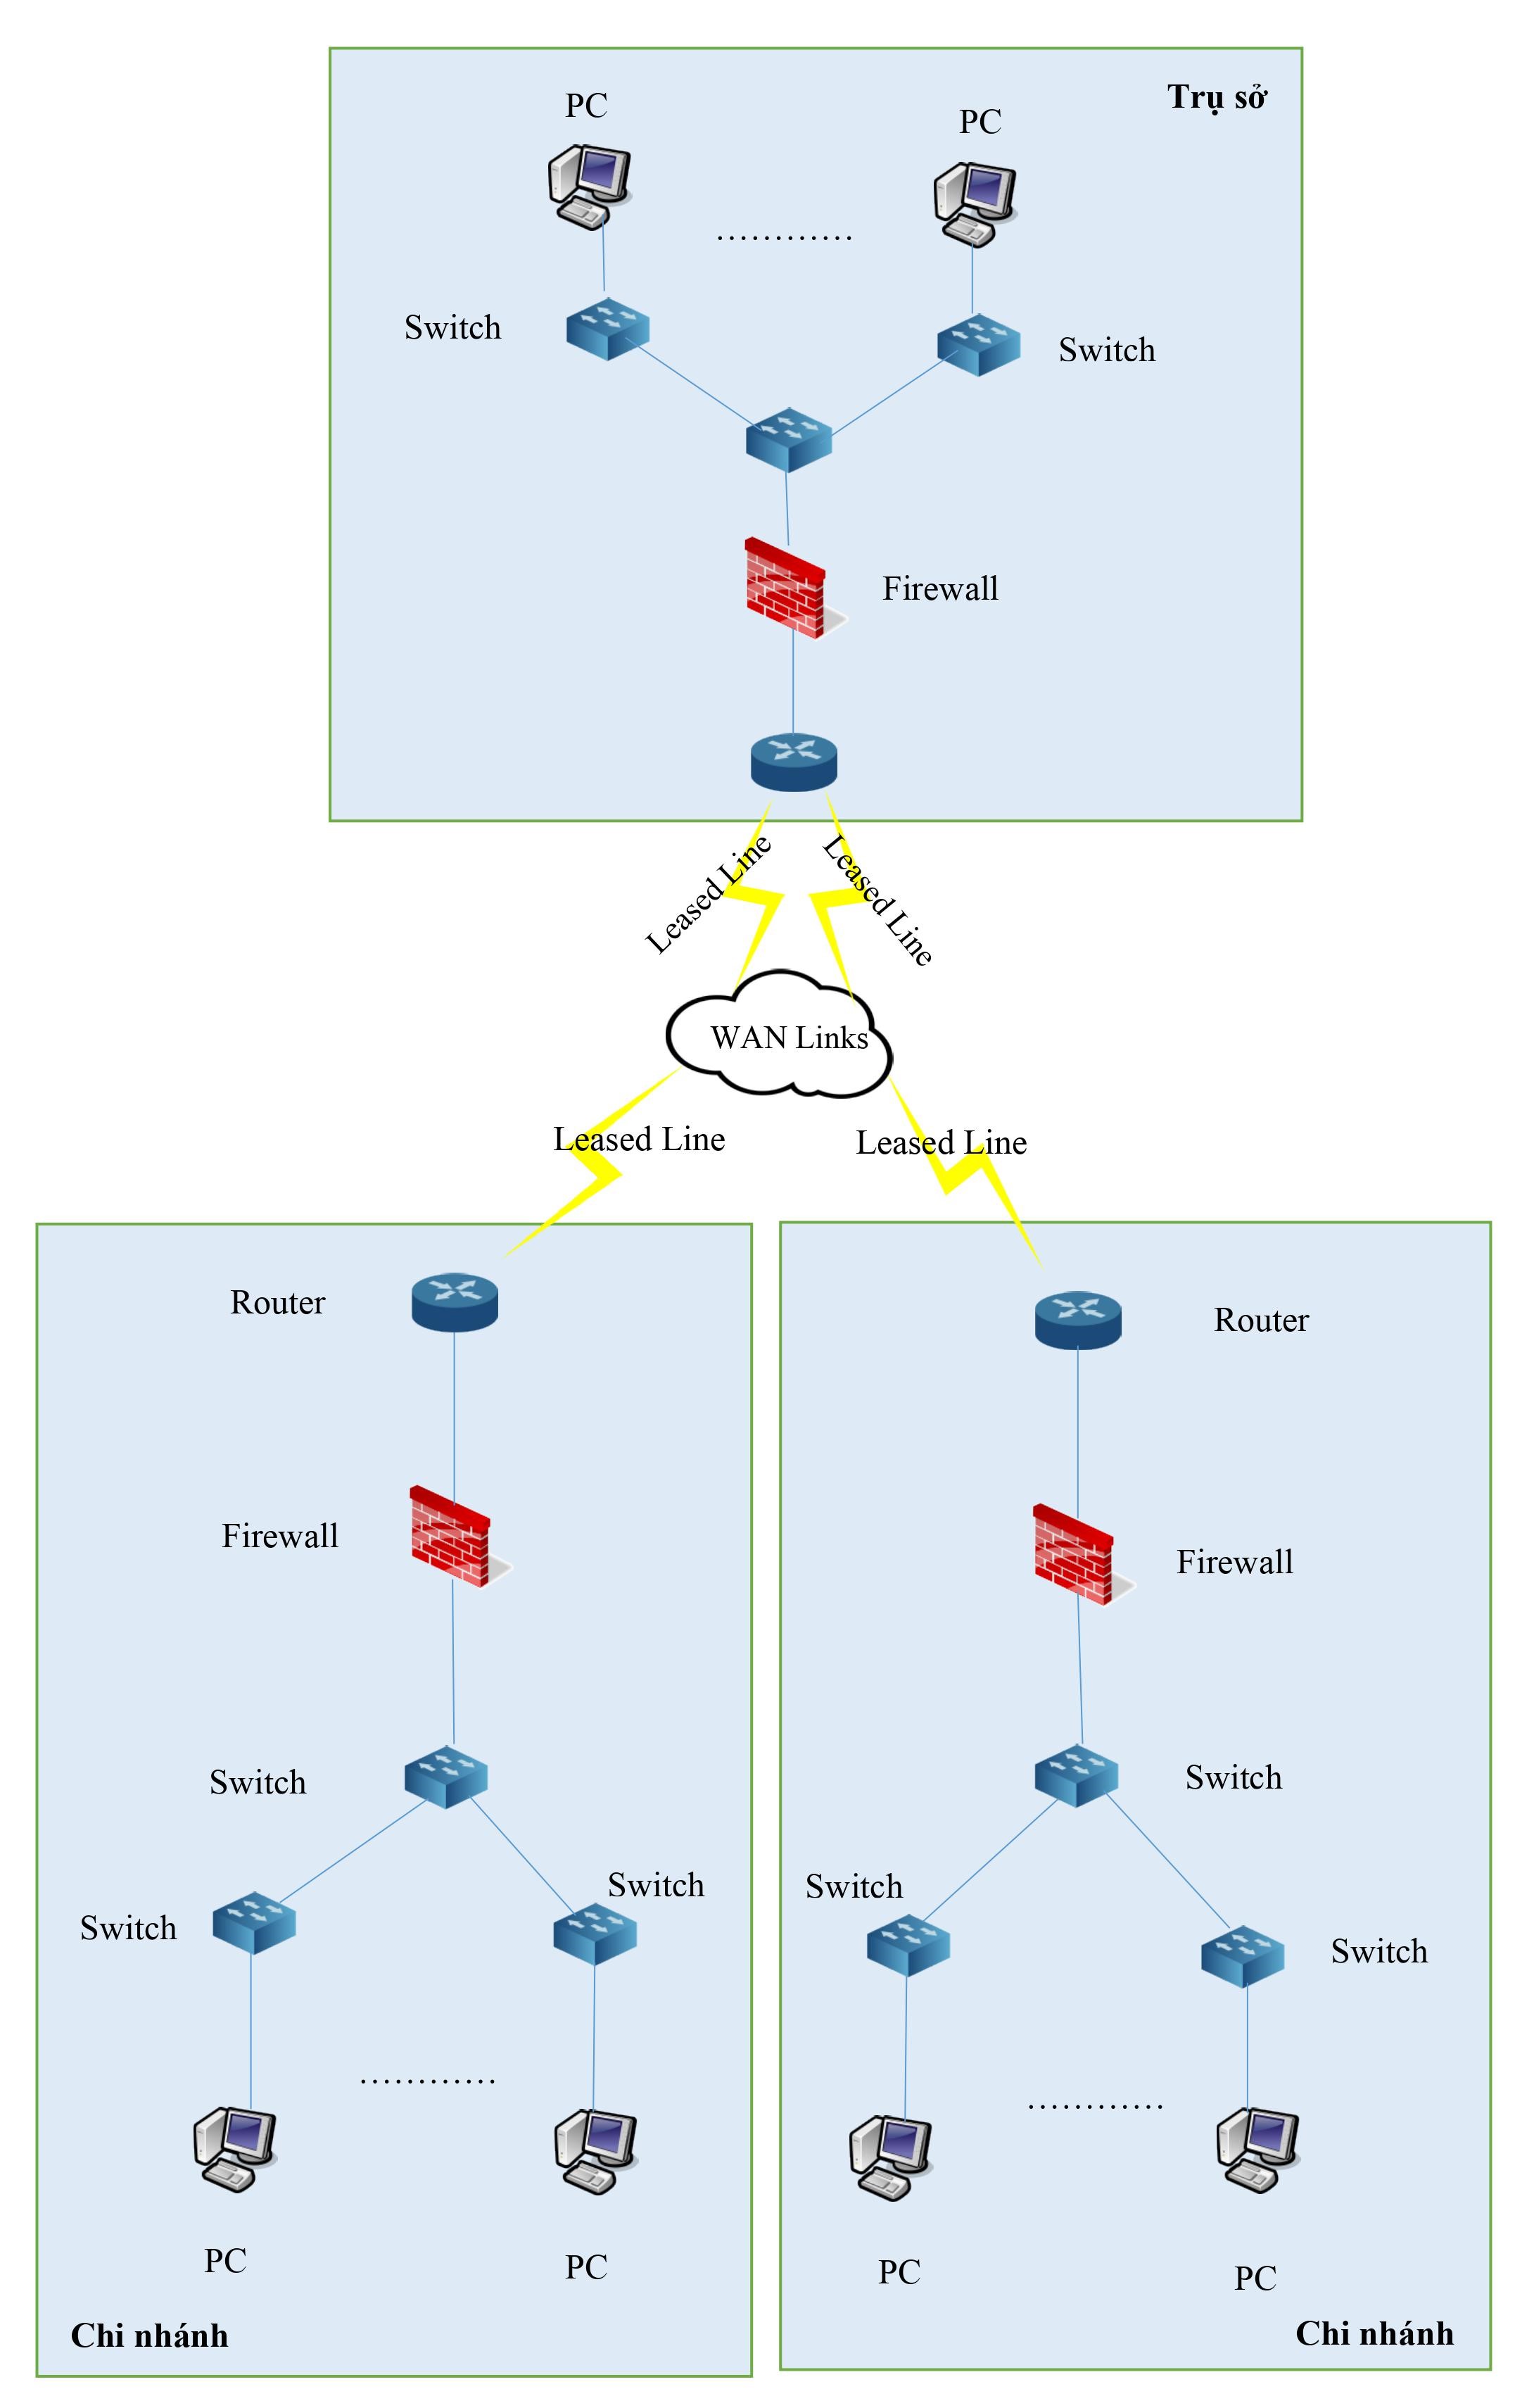 Trụ sở
PC
PC
…………
Switch
Switch
Firewall
Leased Line
Leased Line
WAN Links
Leased Line
Leased Line
Router
Router
Firewall
Firewall
Switch
Switch
Switch
Switch
Switch
Switch
…………
…………
PC
PC
PC
PC
Chi nhánh
Chi nhánh